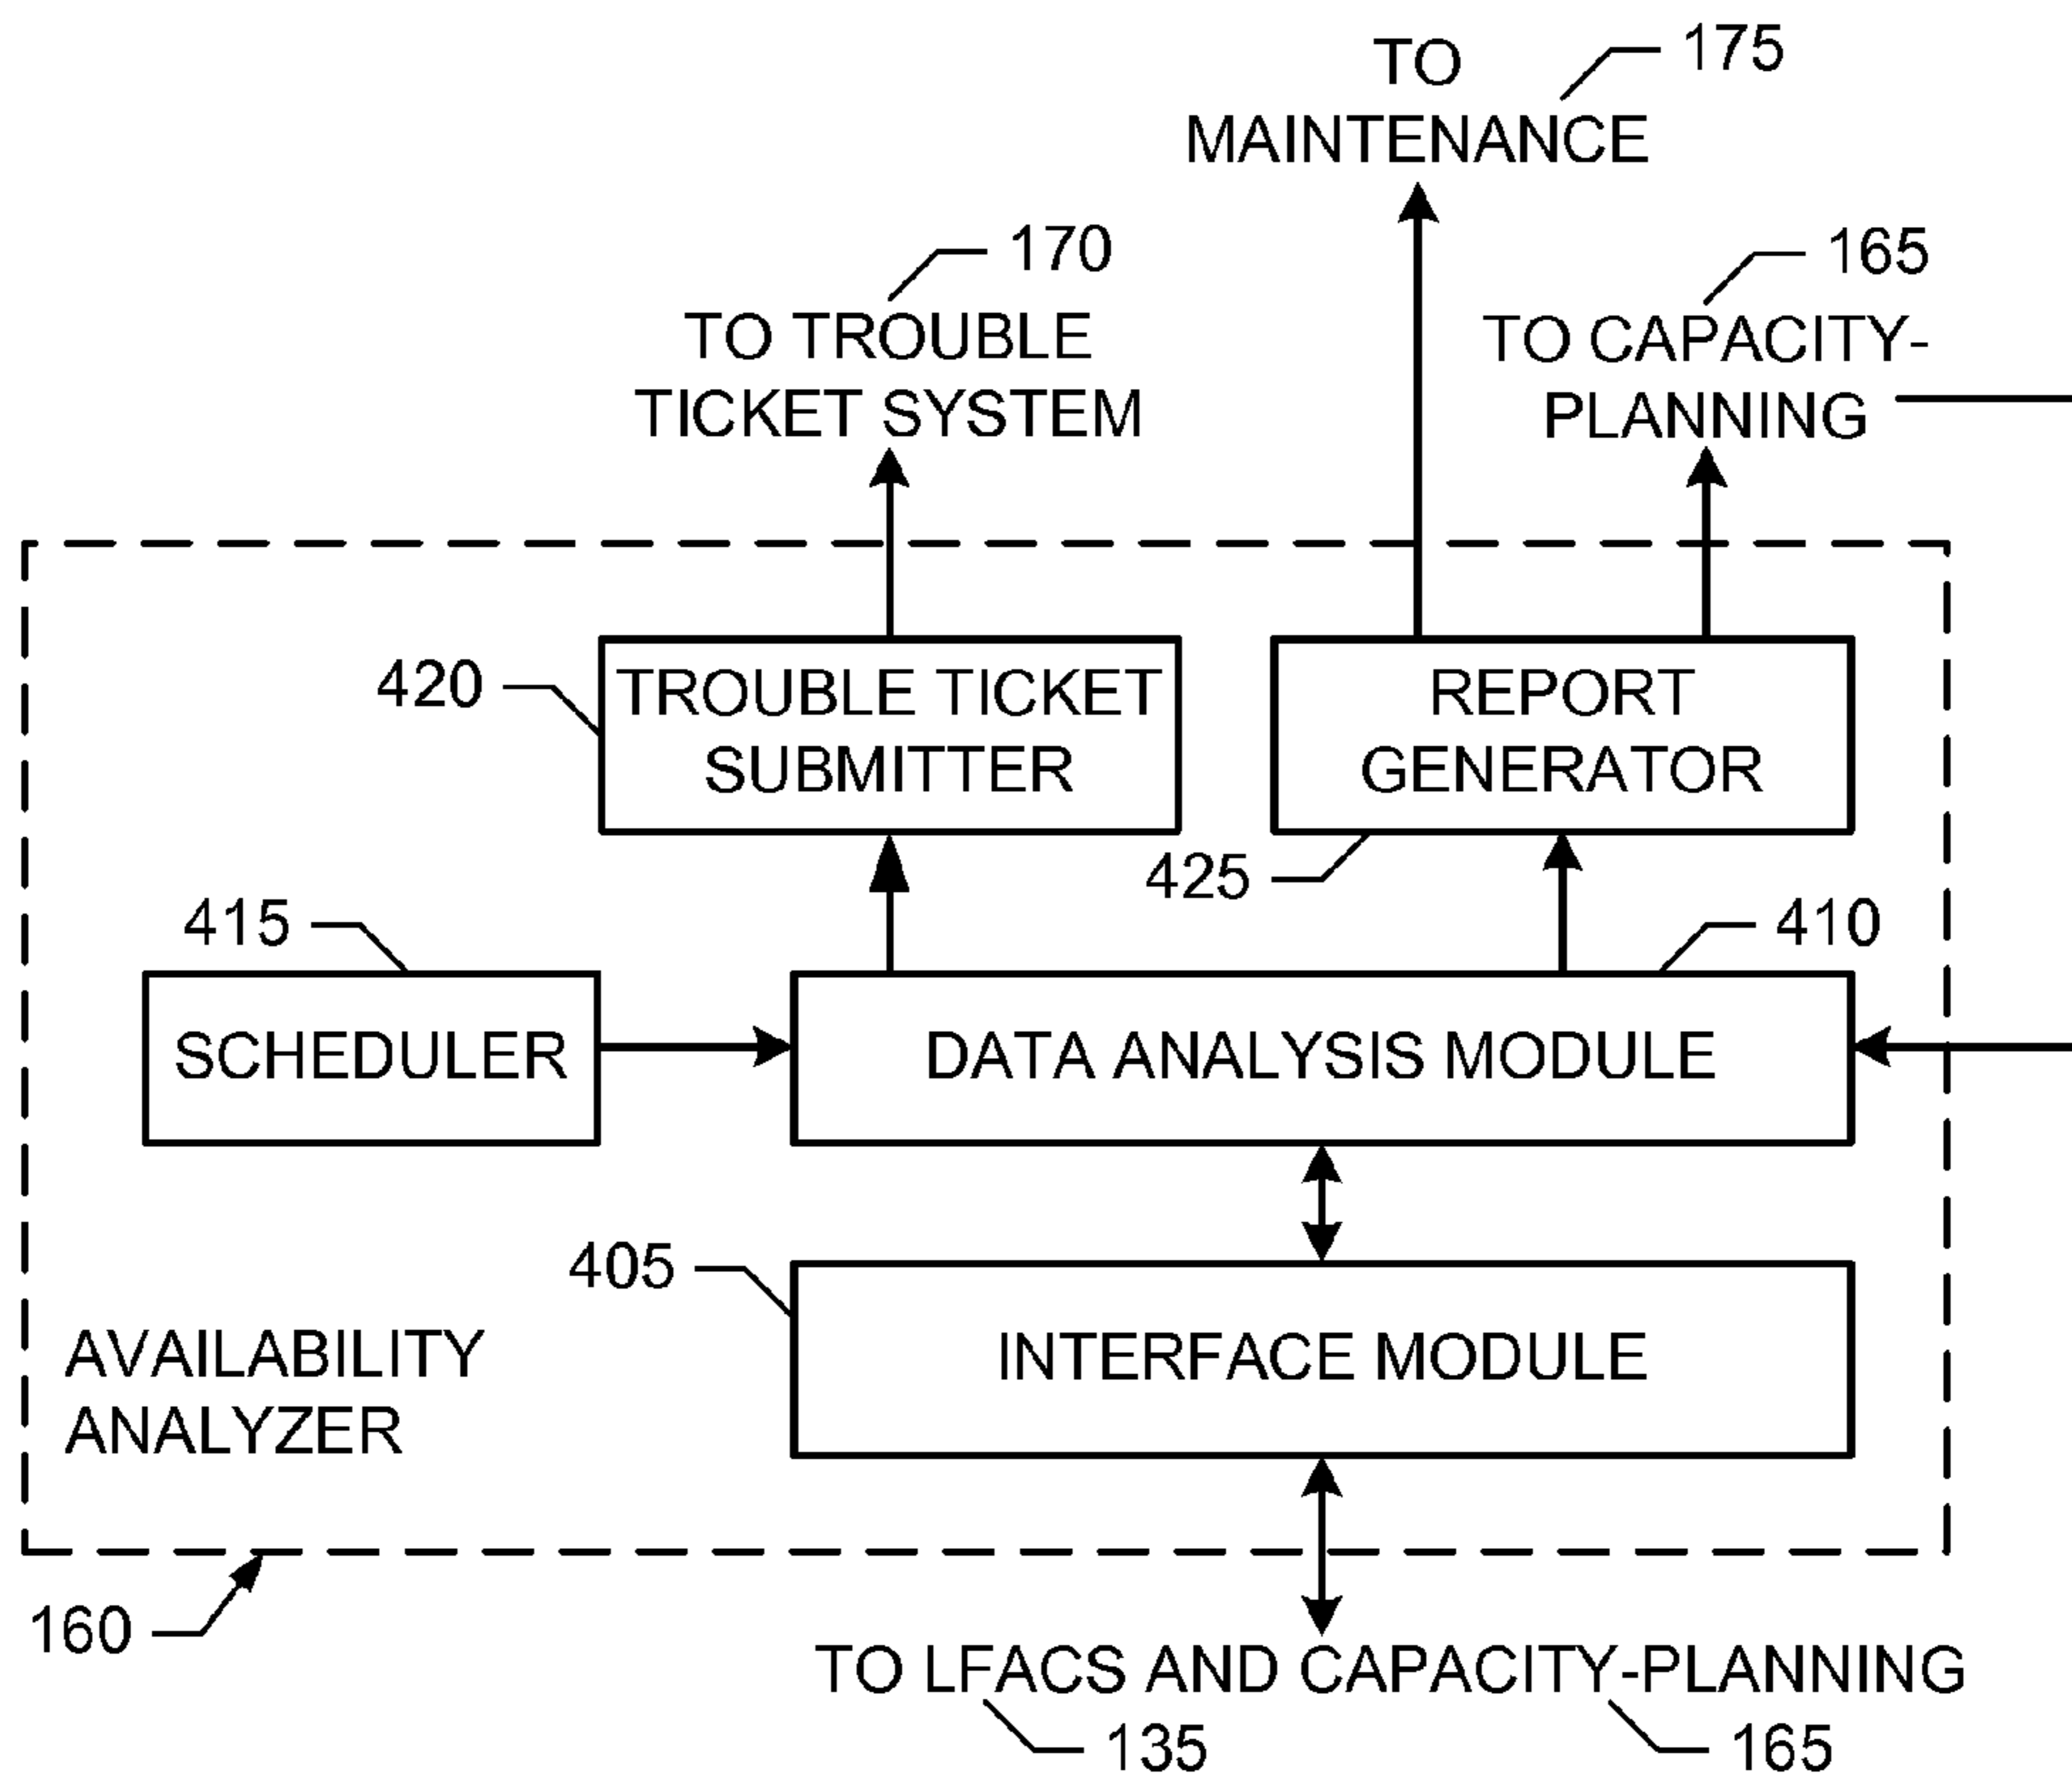 TO
MAINTENANCE
175
170
TO TROUBLE
TICKET SYSTEM
165
TO CAPACITY-
PLANNING
420
TROUBLE TICKET
SUBMITTER
REPORT
GENERATOR
425
415
410
SCHEDULER
DATA ANALYSIS MODULE
405
INTERFACE MODULE
AVAILABILITY
ANALYZER
160
TO LFACS AND CAPACITY-PLANNING
135
165